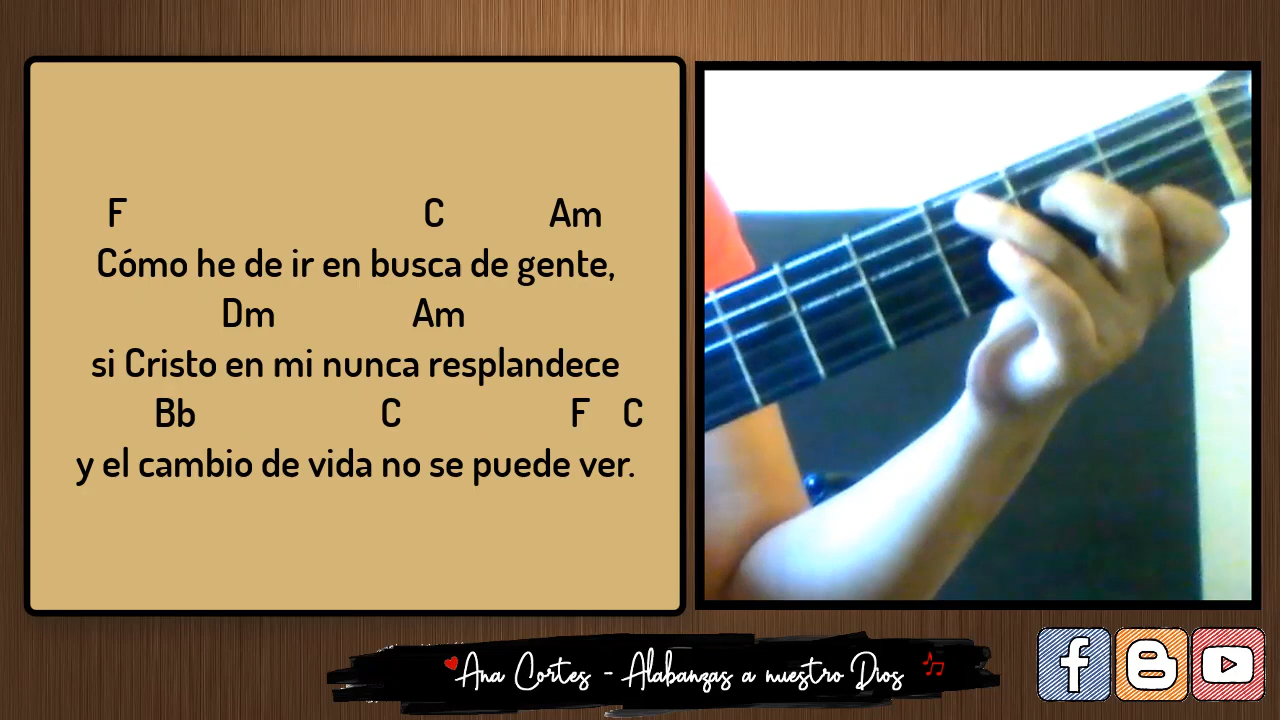 F C Am
Cómo he de ir en busca de gente,
Dm Am
si Cristo en mi nunca resplandece
Bb C F C
y el cambio de vida no se puede ver.
Ana Cortes - Alabanzas a nuestro Dios